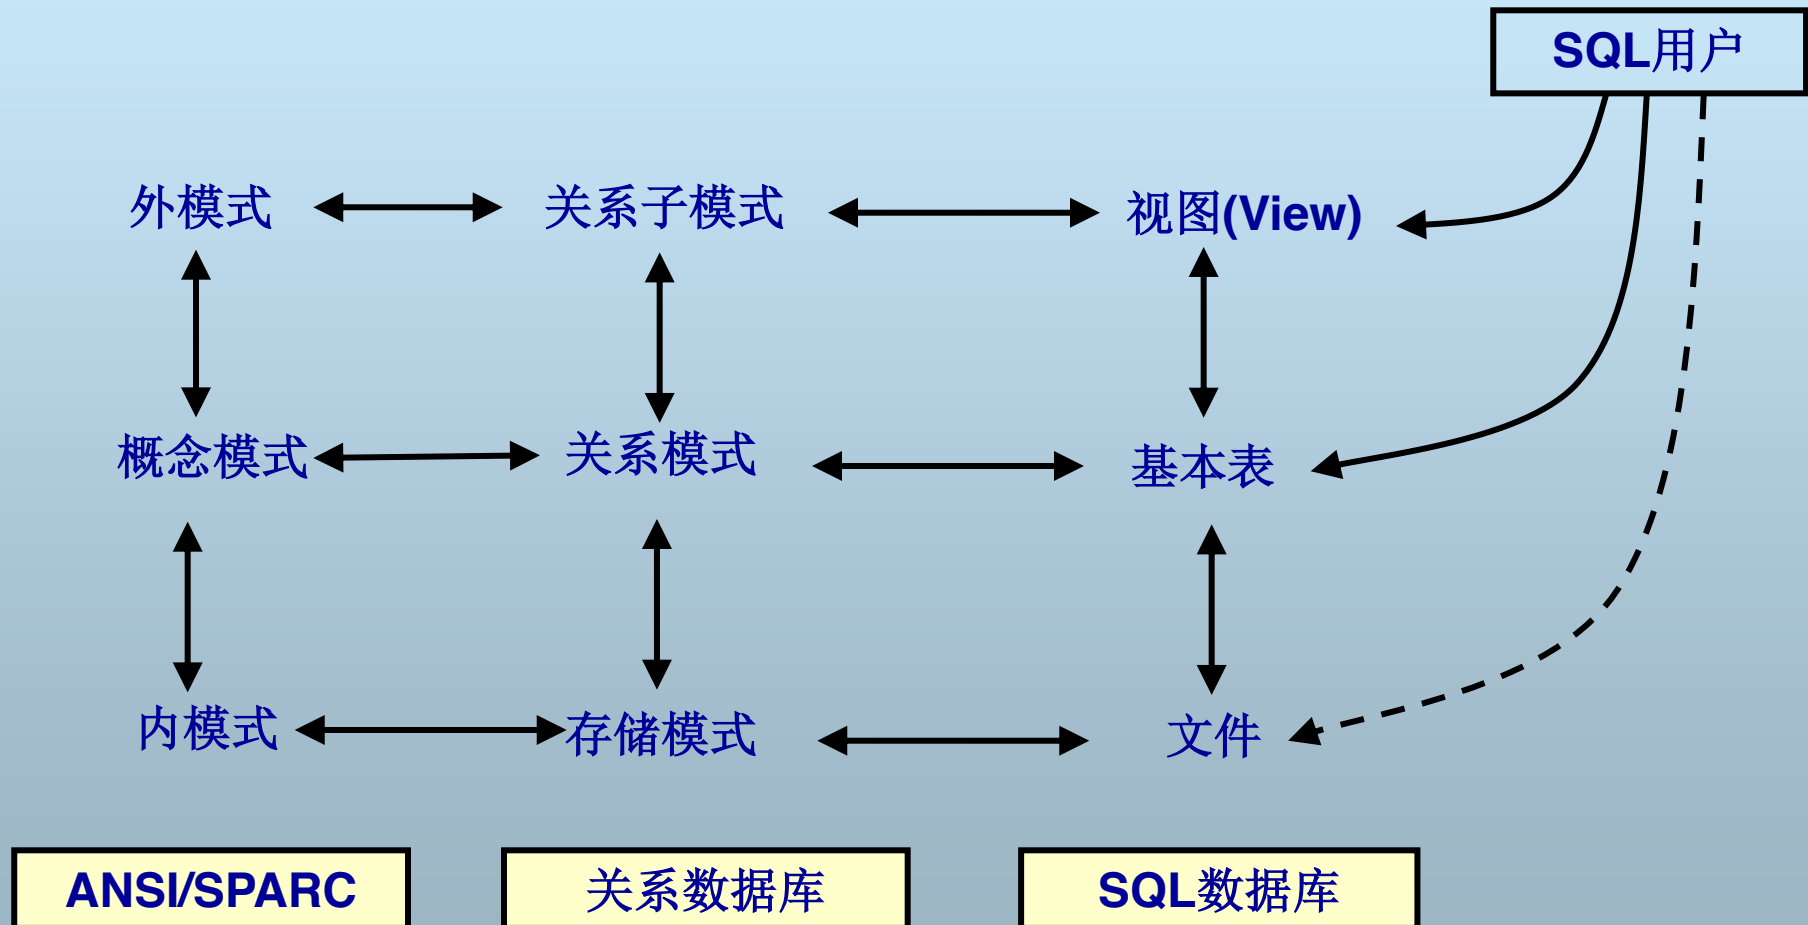 SQL用户
外模式
关系子模式
视图(View)
概念模式
关系模式
基本表
内模式
存储模式
文件
ANSI/SPARC
关系数据库
SQL数据库